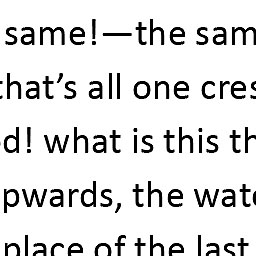 same!—the sam
that’s all one cres
d! what is this th
pwards, the wate
place of the last